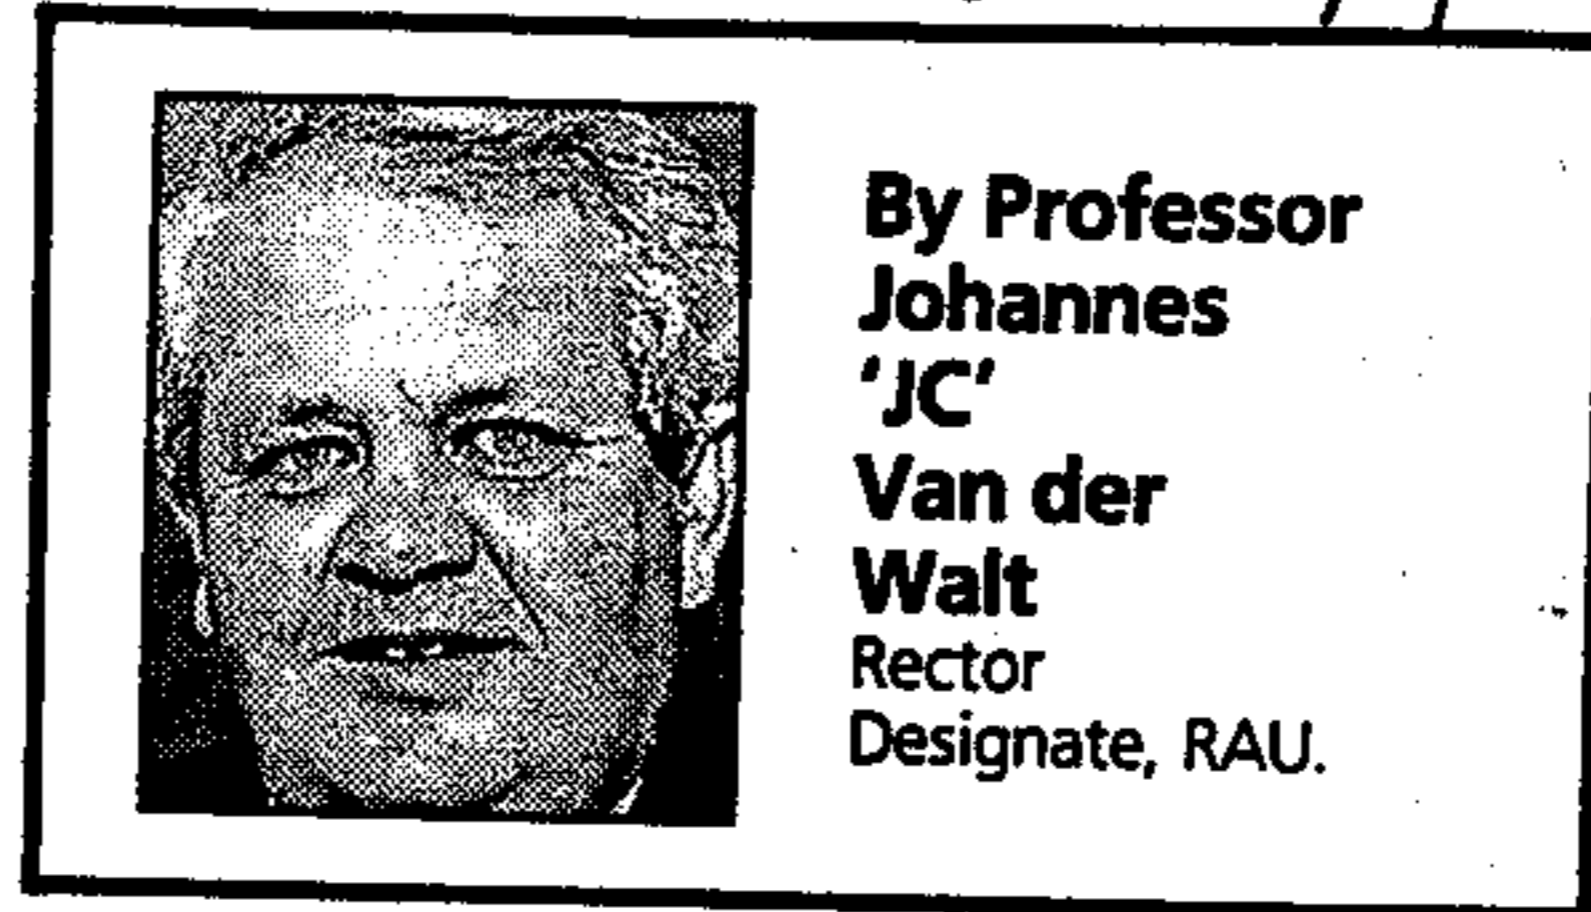 By Professor
Johannes
‘JC’
Van der
Walt
Rector
Designate, RAU.